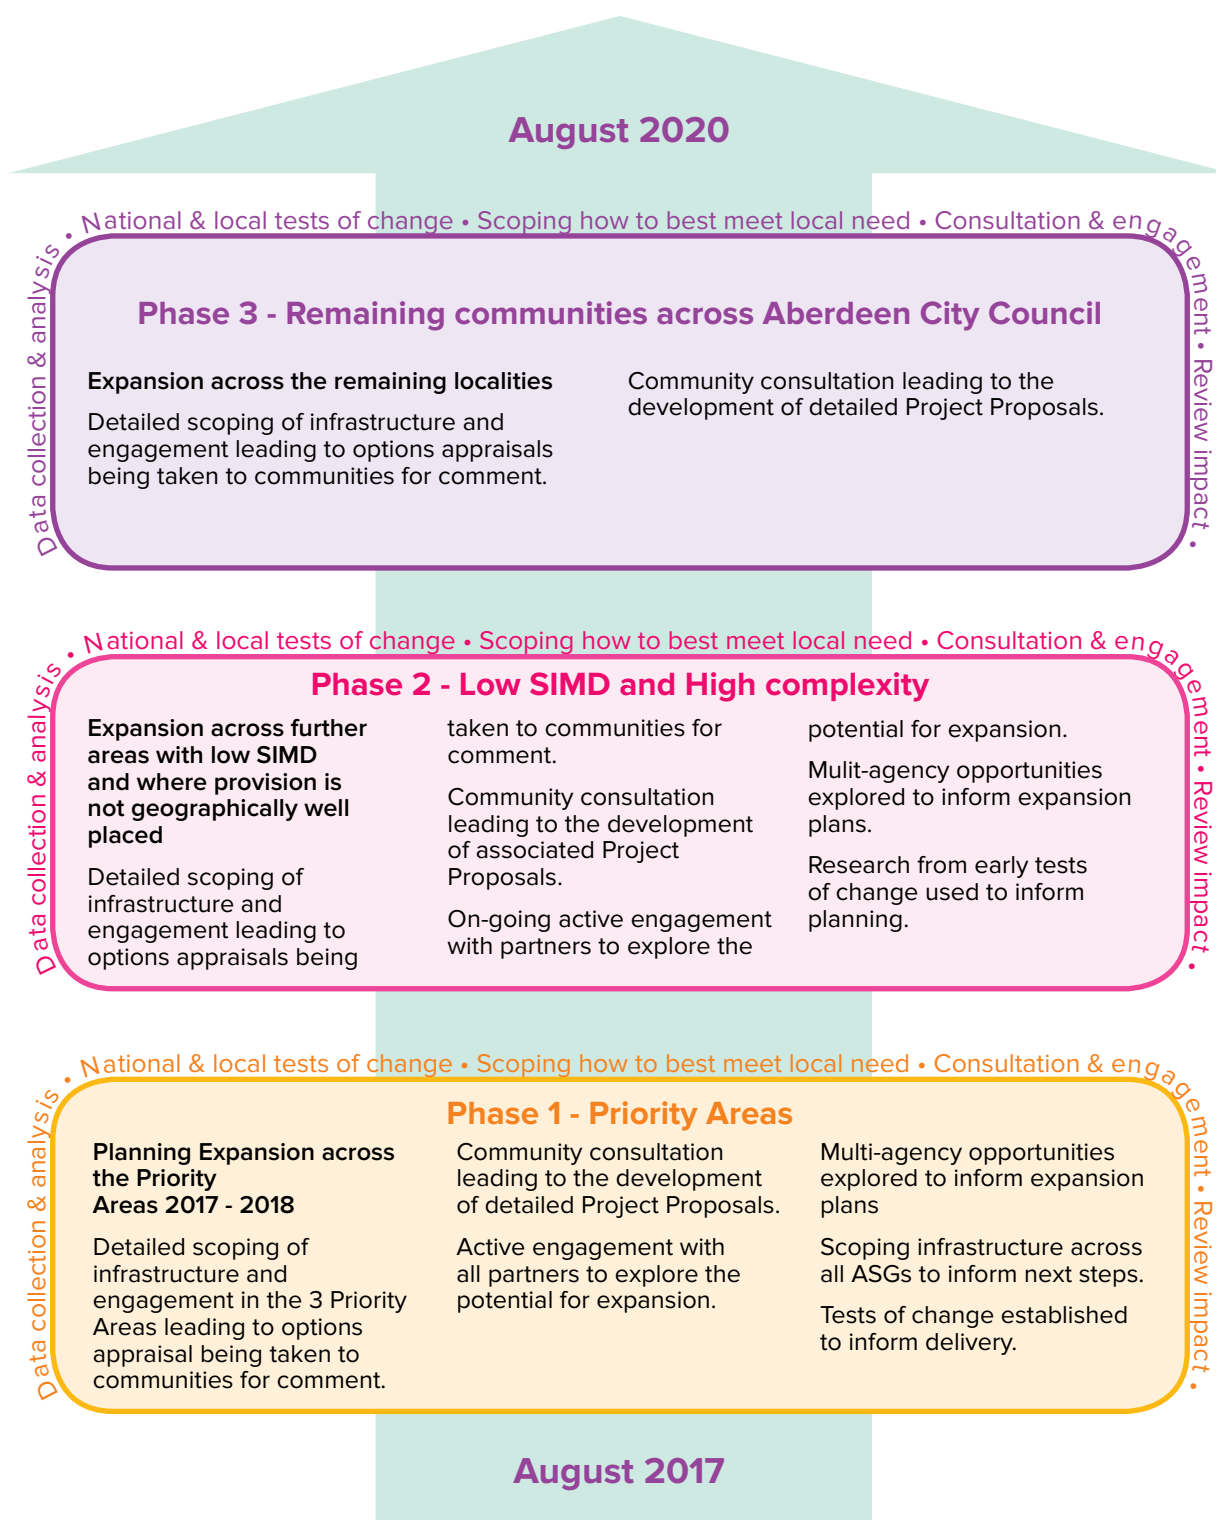 August 2020
Data collection & analysis • National & local tests of change • Scoping how to best meet local need • Consultation & engagement • Review impact •
Phase 3 - Remaining communities across Aberdeen City Council
Expansion across the remaining localities
Detailed scoping of infrastructure and
engagement leading to options appraisals
being taken to communities for comment.
Community consultation leading to the
development of detailed Project Proposals.
Data collection & analysis • National & local tests of change • Scoping how to best meet local need • Consultation & engagement • Review impact •
Phase 2 - Low SIMD and High complexity
Expansion across further
areas with low SIMD
and where provision is
not geographically well
placed
Detailed scoping of
infrastructure and
engagement leading to
options appraisals being
taken to communities for
comment.
Community consultation
leading to the development
of associated Project
Proposals.
On-going active engagement
with partners to explore the
potential for expansion.
Mulit-agency opportunities
explored to inform expansion
plans.
Research from early tests
of change used to inform
planning.
Data collection & analysis • National & local tests of change • Scoping how to best meet local need • Consultation & engagement • Review impact •
Phase 1 - Priority Areas
Planning Expansion across
the Priority
Areas 2017 - 2018
Detailed scoping of
infrastructure and
engagement in the 3 Priority
Areas leading to options
appraisal being taken to
communities for comment.
Community consultation
leading to the development
of detailed Project Proposals.
Active engagement with
all partners to explore the
potential for expansion.
Multi-agency opportunities
explored to inform expansion
plans
Scoping infrastructure across
all ASGs to inform next steps.
Tests of change established
to inform delivery.
August 2017